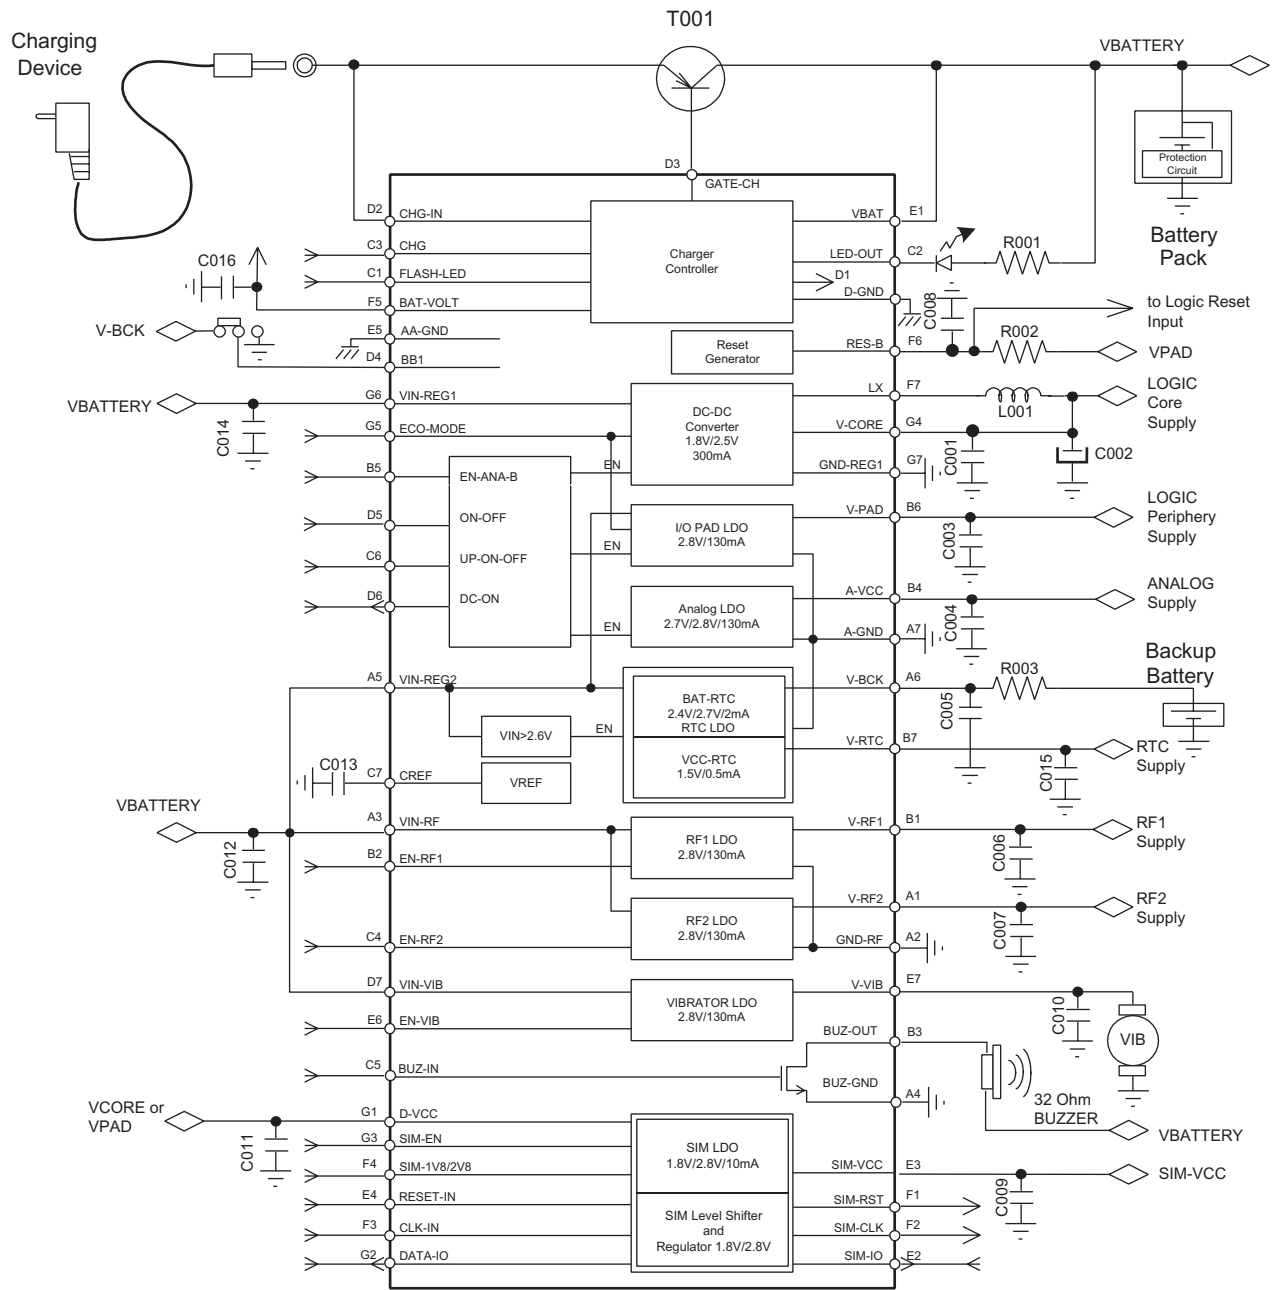 T001
Charging
Device
VBATTERY
Protection
Circuit
Battery
Pack
D3
GATE-CH
D2
CHG-IN
VBAT
E1
C3
CHG
Charger
Controller
LED-OUT
C2
R001
C016
C1
FLASH-LED
D1
F5
BAT-VOLT
D-GND
C008
to Logic Reset
Input
V-BCK
E5
AA-GND
Reset
Generator
RES-B
F6
R002
VPAD
D4
BB1
VBATTERY
C014
G6
VIN-REG1
DC-DC
Converter
1.8V/2.5V
300mA
LX
F7
L001
LOGIC
Core
Supply
G5
ECO-MODE
V-CORE
G4
C001
C002
B5
EN-ANA-B
EN
GND-REG1
G7
D5
ON-OFF
I/O PAD LDO
2.8V/130mA
V-PAD
B6
C003
LOGIC
Periphery
Supply
C6
UP-ON-OFF
EN
D6
DC-ON
Analog LDO
2.7V/2.8V/130mA
A-VCC
B4
C004
ANALOG
Supply
EN
A-GND
A7
A5
VIN-REG2
BAT-RTC
2.4V/2.7V/2mA
RTC LDO
V-BCK
A6
C005
R003
Backup
Battery
VIN>2.6V
EN
VCC-RTC
1.5V/0.5mA
V-RTC
B7
C015
RTC
Supply
C013
C7
CREF
VREF
VBATTERY
C012
A3
VIN-RF
RF1 LDO
2.8V/130mA
V-RF1
B1
C006
RF1
Supply
B2
EN-RF1
RF2 LDO
2.8V/130mA
V-RF2
A1
C007
RF2
Supply
C4
EN-RF2
GND-RF
A2
D7
VIN-VIB
VIBRATOR LDO
2.8V/130mA
V-VIB
E7
C010
VIB
E6
EN-VIB
BUZ-OUT
B3
C5
BUZ-IN
BUZ-GND
A4
32 Ohm
BUZZER
VBATTERY
VCORE or
VPAD
C011
G1
D-VCC
G3
SIM-EN
SIM LDO
1.8V/2.8V/10mA
F4
SIM-1V8/2V8
SIM-VCC
E3
C009
SIM-VCC
E4
RESET-IN
SIM Level Shifter
and
Regulator 1.8V/2.8V
SIM-RST
F1
F3
CLK-IN
SIM-CLK
F2
G2
DATA-IO
SIM-IO
E2